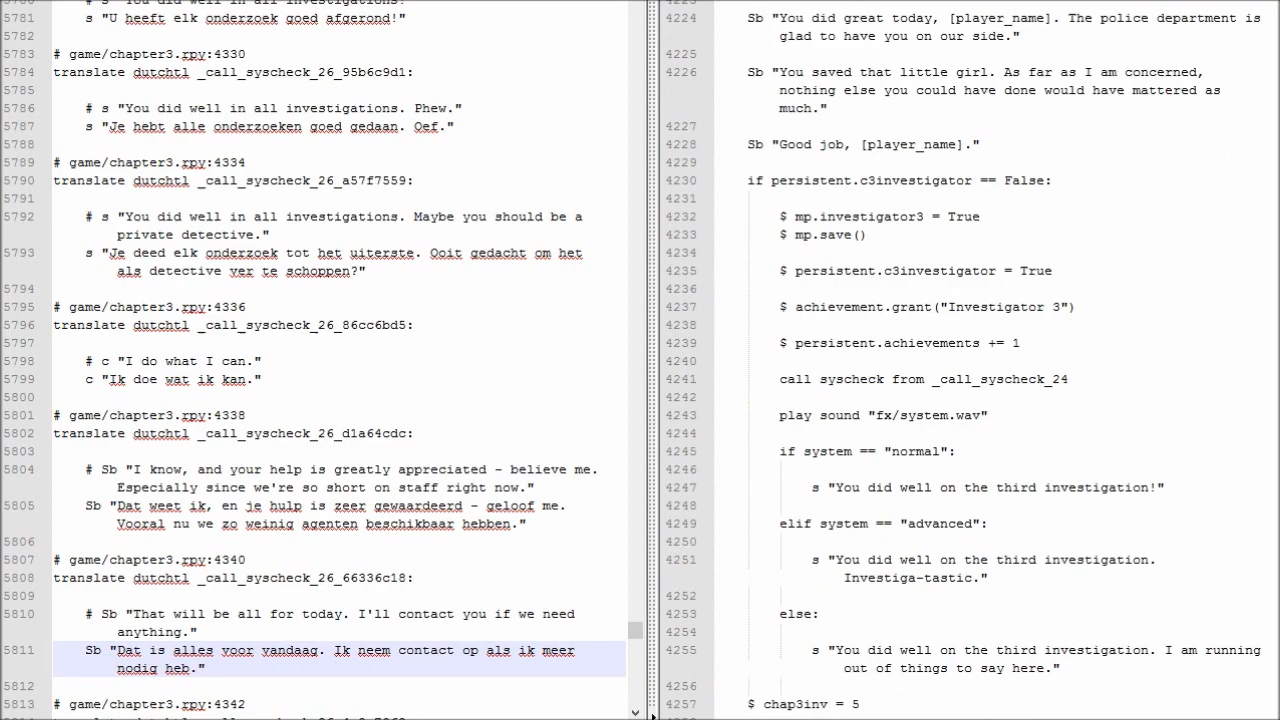 5780
# s "You did well in all investigations!"
5781 s "U heeft elk onderzoek goed afgerond!"
5782
5783 # game/chapter3.rpy:4330
5784 translate dutchtl _call_syscheck_26_95b6c9d1:
5785
5786 # s "You did well in all investigations. Phew."
5787 s "Je hebt alle onderzoeken goed gedaan. Oef."
5788
5789 # game/chapter3.rpy:4334
5790 translate dutchtl _call_syscheck_26_a57f7559:
5791
5792 # s "You did well in all investigations. Maybe you should be a
private detective."
5793 s "Je deed elk onderzoek tot het uiterste. Ooit gedacht om het
als detective ver te schoppen?"
5794
5795 # game/chapter3.rpy:4336
5796 translate dutchtl _call_syscheck_26_86cc6bd5:
5797
5798 # c "I do what I can."
5799 c "Ik doe wat ik kan."
5800
5801 # game/chapter3.rpy:4338
5802 translate dutchtl _call_syscheck_26_d1a64cdc:
5803
5804 # Sb "I know, and your help is greatly appreciated - believe me.
Especially since we're so short on staff right now."
5805 Sb "Dat weet ik, en je hulp is zeer gewaardeerd - geloof me.
Vooral nu we zo weinig agenten beschikbaar hebben."
5806
5807 # game/chapter3.rpy:4340
5808 translate dutchtl _call_syscheck_26_66336c18:
5809
5810 # Sb "That will be all for today. I'll contact you if we need
anything."
5811 Sb "Dat is alles voor vandaag. Ik neem contact op als ik meer
nodig heb."
5812
5813 # game/chapter3.rpy:4342
4223
4224 Sb "You did great today, [player_name]. The police department is
glad to have you on our side."
4225
4226 Sb "You saved that little girl. As far as I am concerned,
nothing else you could have done would have mattered as
much."
4227
4228 Sb "Good job, [player_name]."
4229
4230 if persistent.c3investigator == False:
4231
4232 $ mp.investigator3 = True
4233 $ mp.save()
4234
4235 $ persistent.c3investigator = True
4236
4237 $ achievement.grant("Investigator 3")
4238
4239 $ persistent.achievements += 1
4240
4241 call syscheck from _call_syscheck_24
4242
4243 play sound "fx/system.wav"
4244
4245 if system == "normal":
4246
4247 s "You did well on the third investigation!"
4248
4249 elif system == "advanced":
4250
4251 s "You did well on the third investigation.
Investiga-tastic."
4252
4253 else:
4254
4255 s "You did well on the third investigation. I am running
out of things to say here."
4256
4257 $ chap3inv = 5